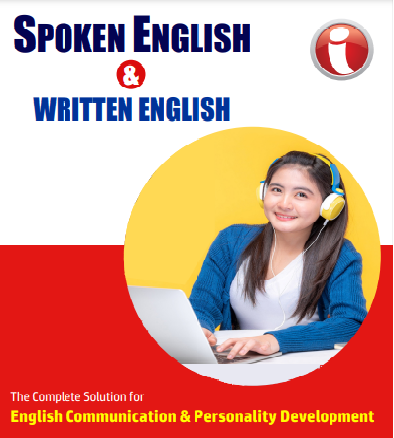 SPOKEN ENGLISH
&
WRITTEN ENGLISH
i
The Complete Solution for
English Communication & Personality Development